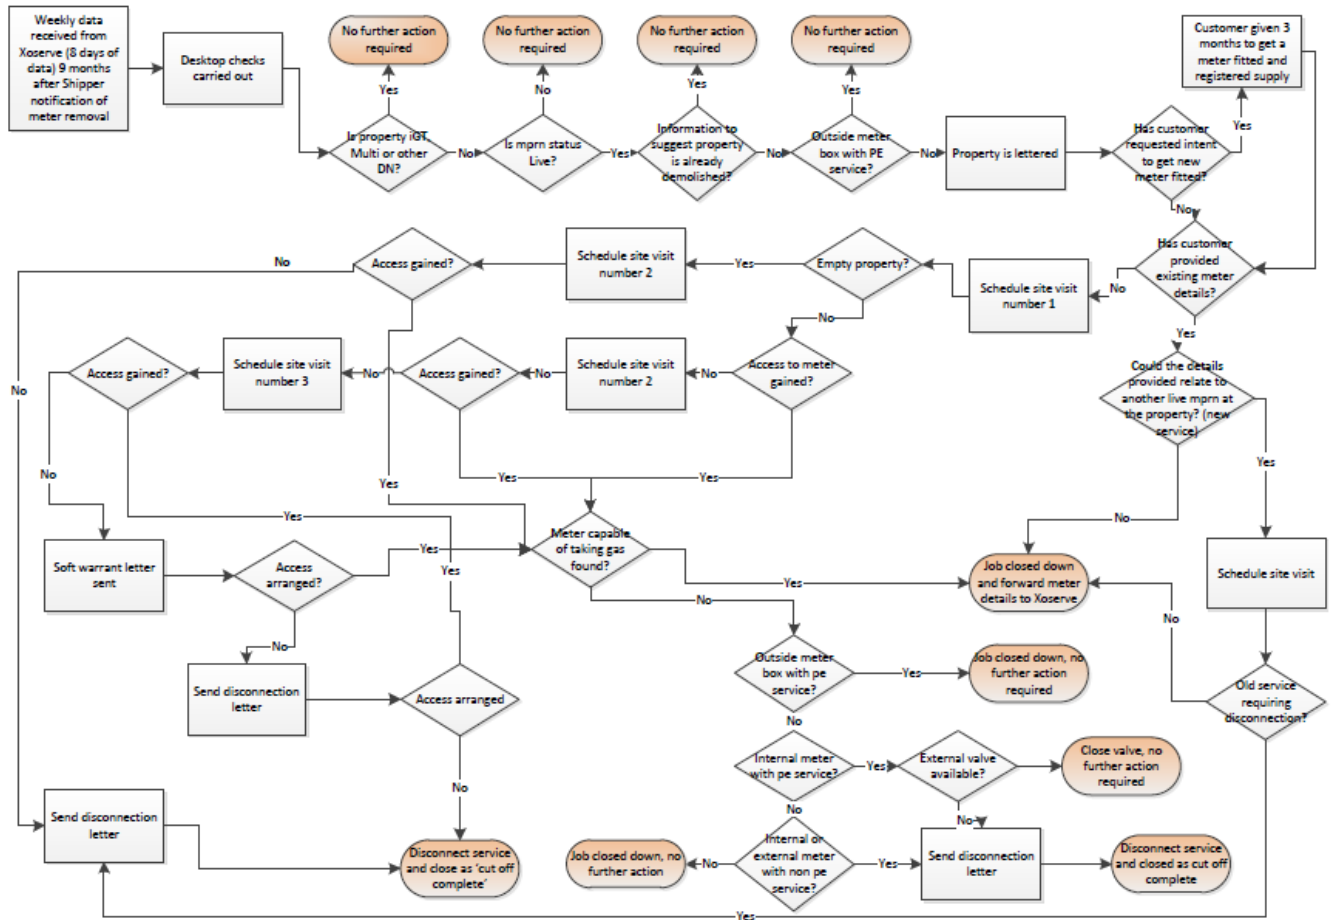 Weekly data
received from
Xoserve (8 days of
data) 9 months
after Shipper
notification of
meter removal
Desktop checks
carried out
No further action
required
No further action
required
No further action
required
No further action
required
Customer given 3
months to get a
meter fitted and
registered supply
Yes
No
Yes
Yes
Yes
Is property iGT,
Multi or other
DN?
No
Is mprn status
Live?
Yes
Information to
suggest property
is already
demolished?
No
Outside meter
box with PE
service?
No
Property is lettered
Has customer
requested intent
to get new
meter fitted?
No
No
Access gained?
Schedule site visit
number 2
Yes
Empty property?
Schedule site visit
number 1
No
Has customer
provided
existing meter
details?
No
Yes
No
Access gained?
Schedule site visit
number 3
No
Access gained?
Schedule site visit
number 2
No
Access to meter
gained?
Could the details
provided relate to
another live mprn at
the property? (new
service)
No
Yes
Yes
Yes
Yes
Yes
No
Soft warrant letter
sent
Access
arranged?
Yes
Yes
Meter capable
of taking gas
found?
Yes
Job closed down
and forward meter
details to Xoserve
Schedule site visit
No
No
No
Send disconnection
letter
Access arranged
Outside meter
box with pe
service?
Yes
Job closed down, no
further action
required
Old service
requiring
disconnection?
No
Internal meter
with pe service?
Yes
External valve
available?
Close valve, no
further action
required
No
No
No
Send disconnection
letter
Disconnect service
and close as ‘cut off
complete’
Job closed down, no
further action
No
Internal or
external meter
with non pe
service?
Yes
Send disconnection
letter
Disconnect service
and closed as cut off
complete
Yes